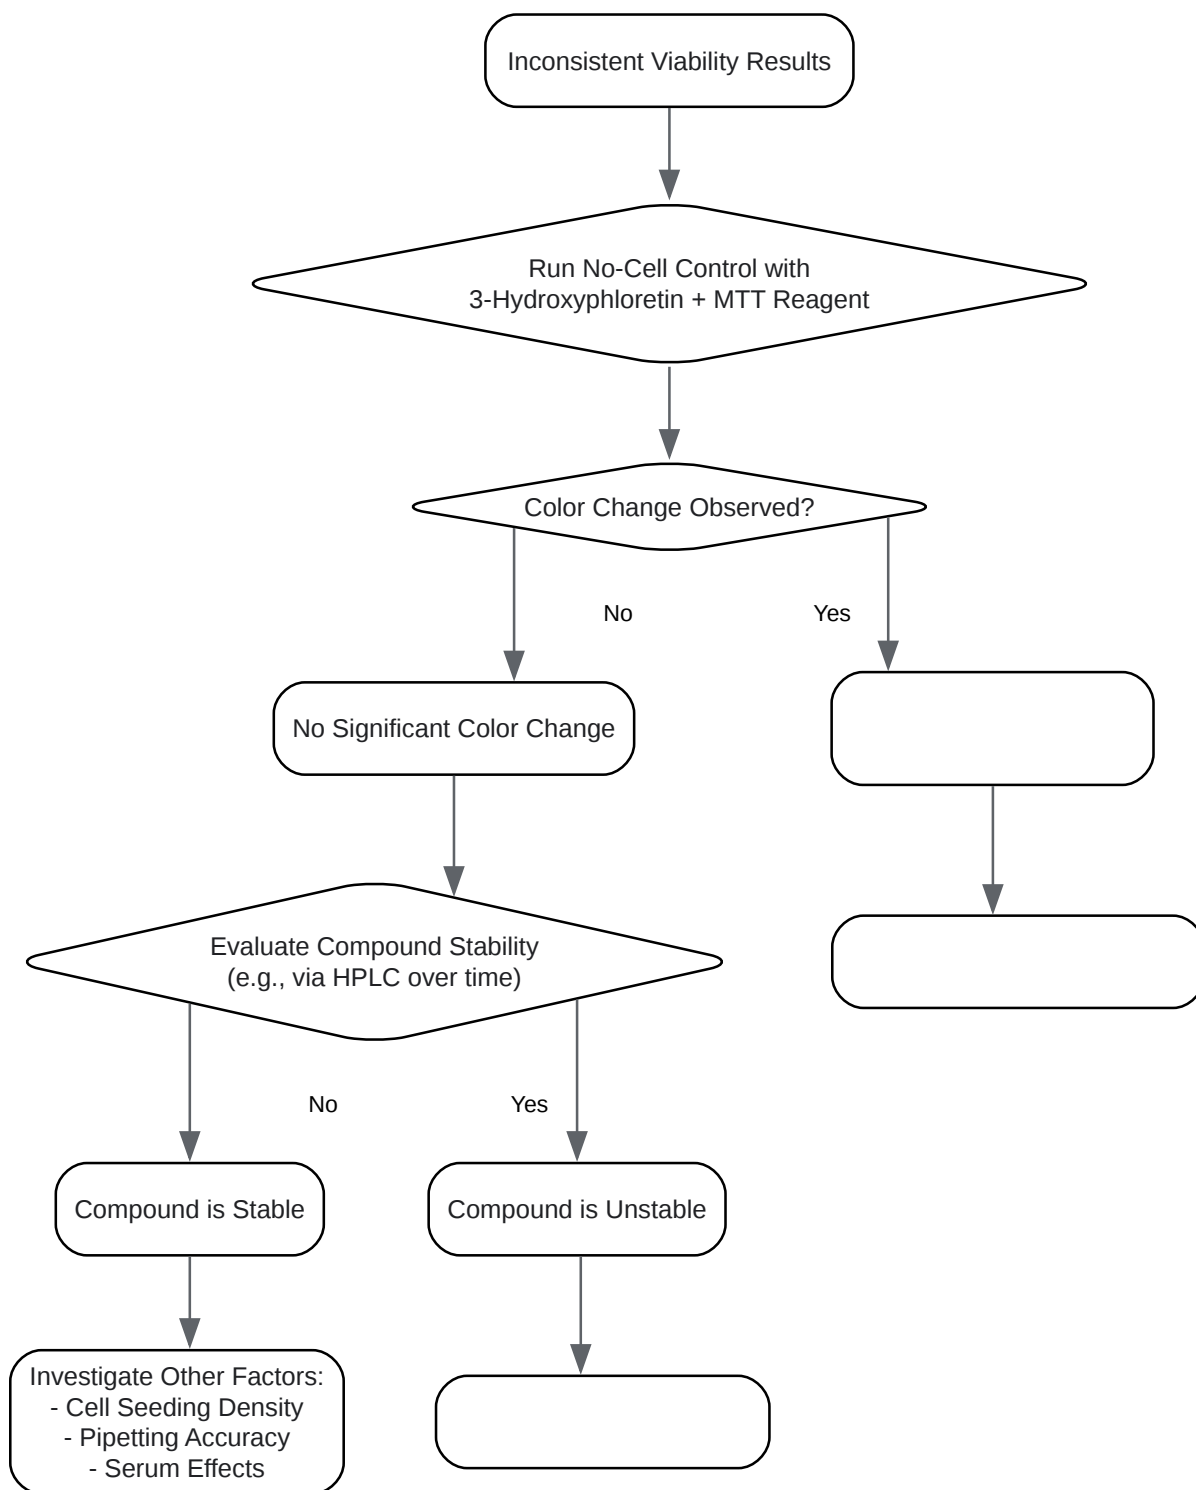 Inconsistent Viability Results
Run No-Cell Control with
3-Hydroxyphloretin + MTT Reagent
Color Change Observed?
No
Yes
No Significant Color Change
Evaluate Compound Stability
(e.g., via HPLC over time)
No
Yes
Compound is Stable
Compound is Unstable
Investigate Other Factors:
- Cell Seeding Density
- Pipetting Accuracy
- Serum Effects